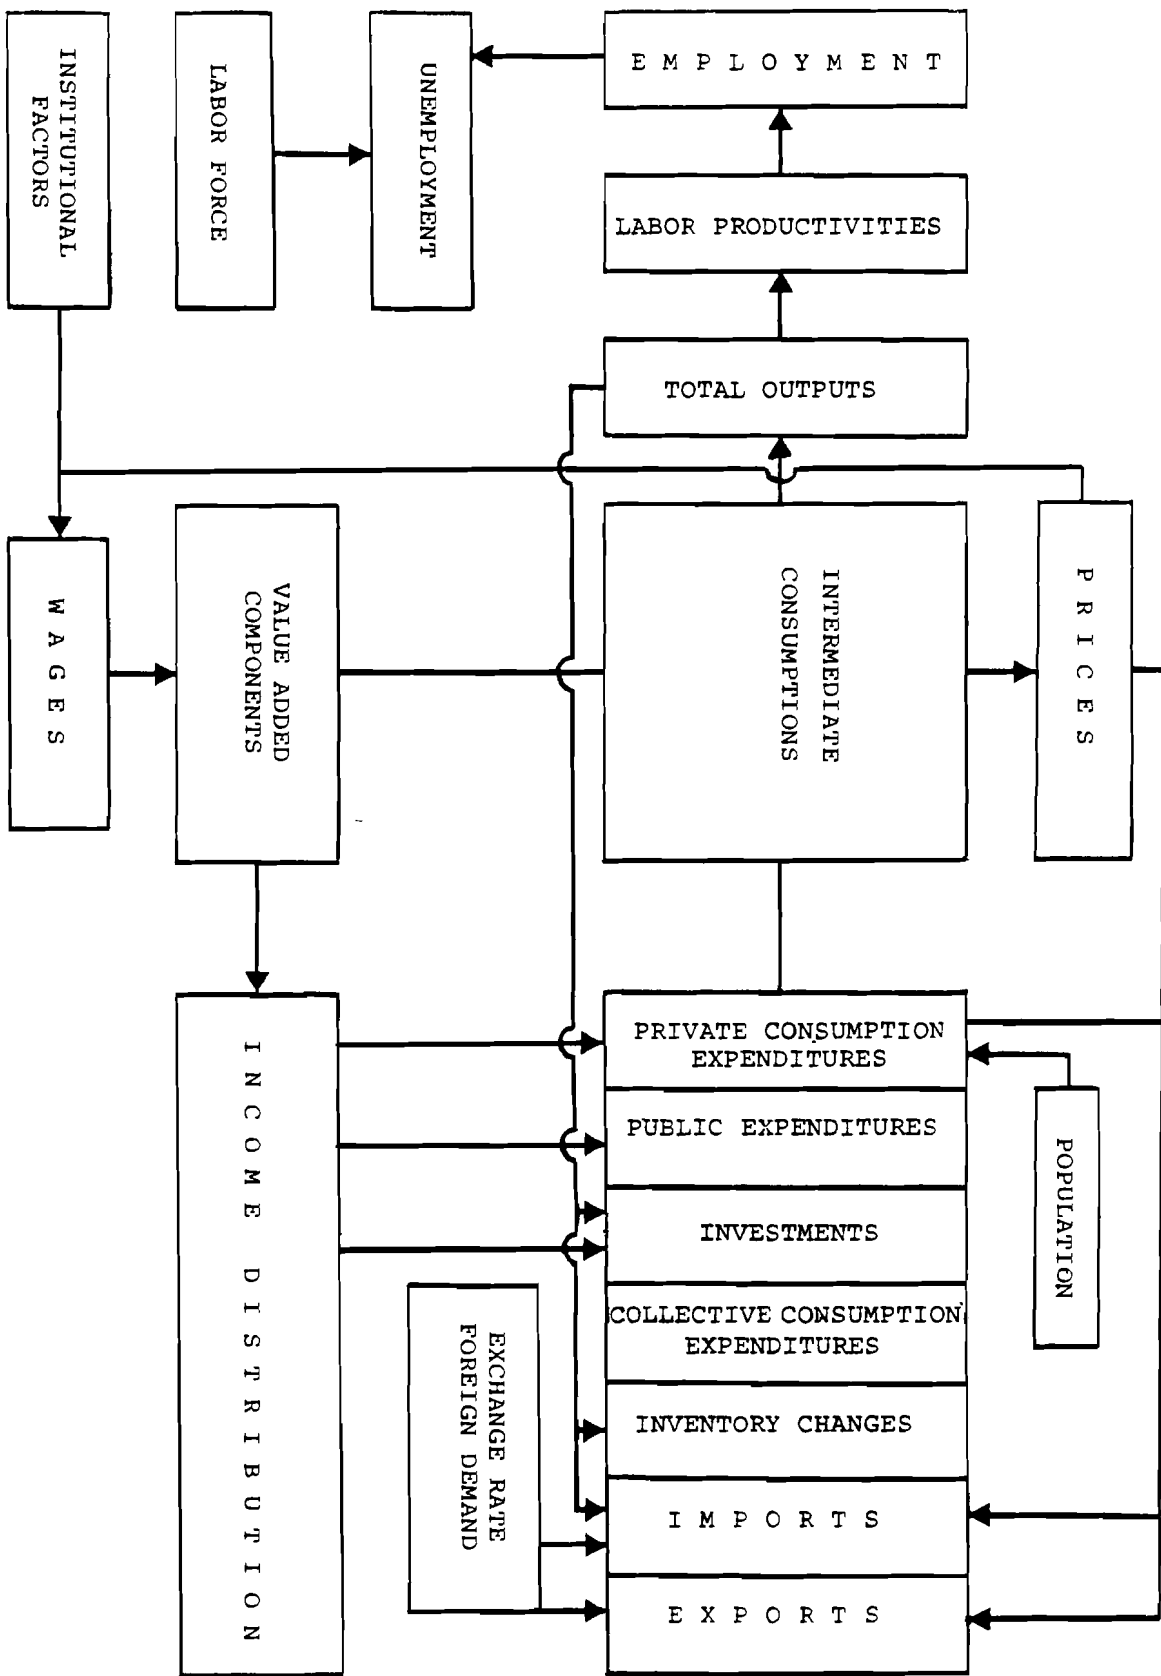 INSTITUTIONAL
FACTORS
LABOR FORCE
UNEMPLOYMENT
EMPLOYMENT
LABOR PRODUCTIVITIES
TOTAL OUTPUTS
WAGES
VALUE ADDED
COMPONENTS
INTERMEDIATE
CONSUMPTIONS
PRICES
INCOME DISTRIBUTION
PRIVATE CONSUMPTION
EXPENDITURES
PUBLIC EXPENDITURES
INVESTMENTS
COLLECTIVE CONSUMPTION
EXPENDITURES
INVENTORY CHANGES
IMPORTS
EXPORTS
POPULATION
EXCHANGE RATE
FOREIGN DEMAND